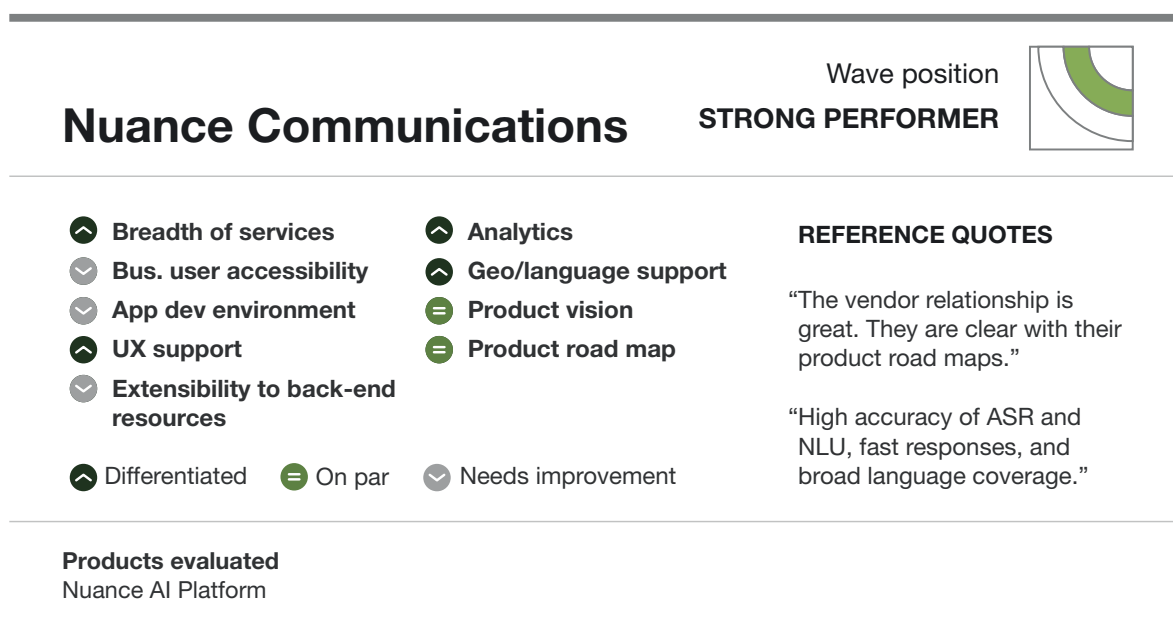 Wave position
Nuance Communications
STRONG PERFORMER
Breadth of services
Bus. user accessibility
App dev environment
UX support
Extensibility to back-end
resources
Analytics
Geo/language support
Product vision
Product road map
Differentiated
On par
Needs improvement
REFERENCE QUOTES
“The vendor relationship is
great. They are clear with their
product road maps.”
“High accuracy of ASR and
NLU, fast responses, and
broad language coverage.”
Products evaluated
Nuance AI Platform